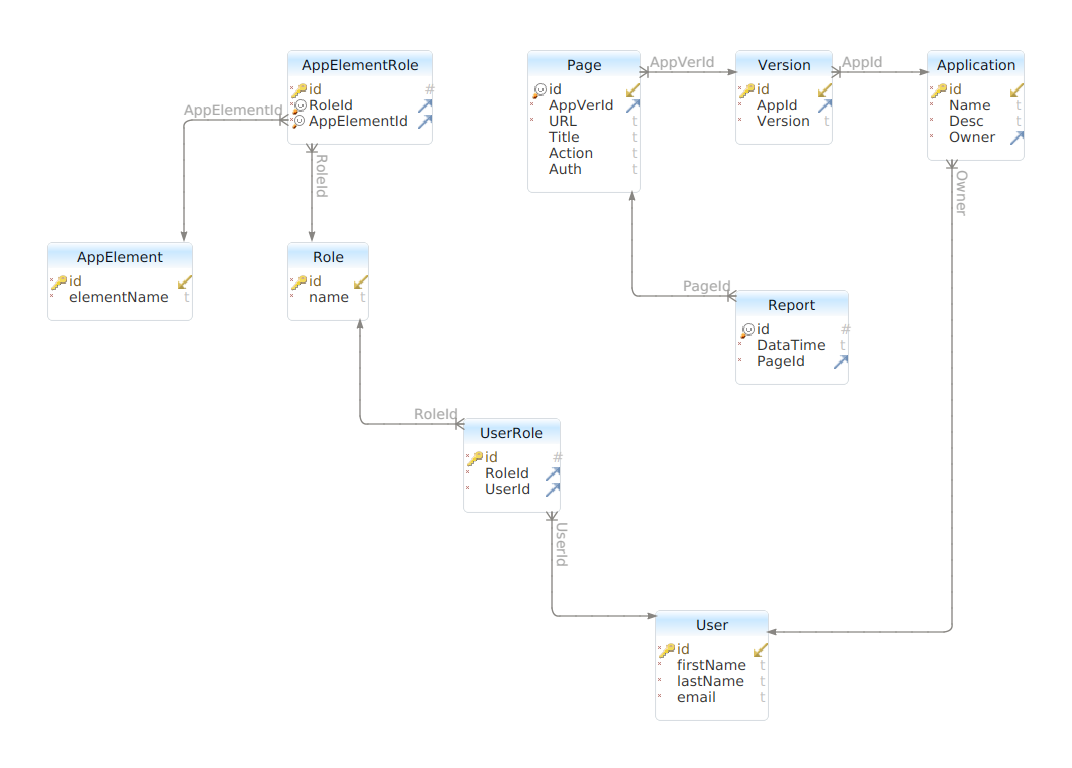 AppElementRole
id #
RoleId
AppElementId
AppElementId
RoleId
Page
id
AppVerId
URL t
Title t
Action t
Auth t
AppVerId
Version
id
AppId
Version t
AppId
Application
id
Name t
Desc t
Owner
Owner
AppElement
id
elementName t
Role
id
name t
PageId
Report
id #
DataTime t
PageId
RoleId
UserRole
id #
RoleId
UserId
UserId
User
id
firstName t
lastName t
email t